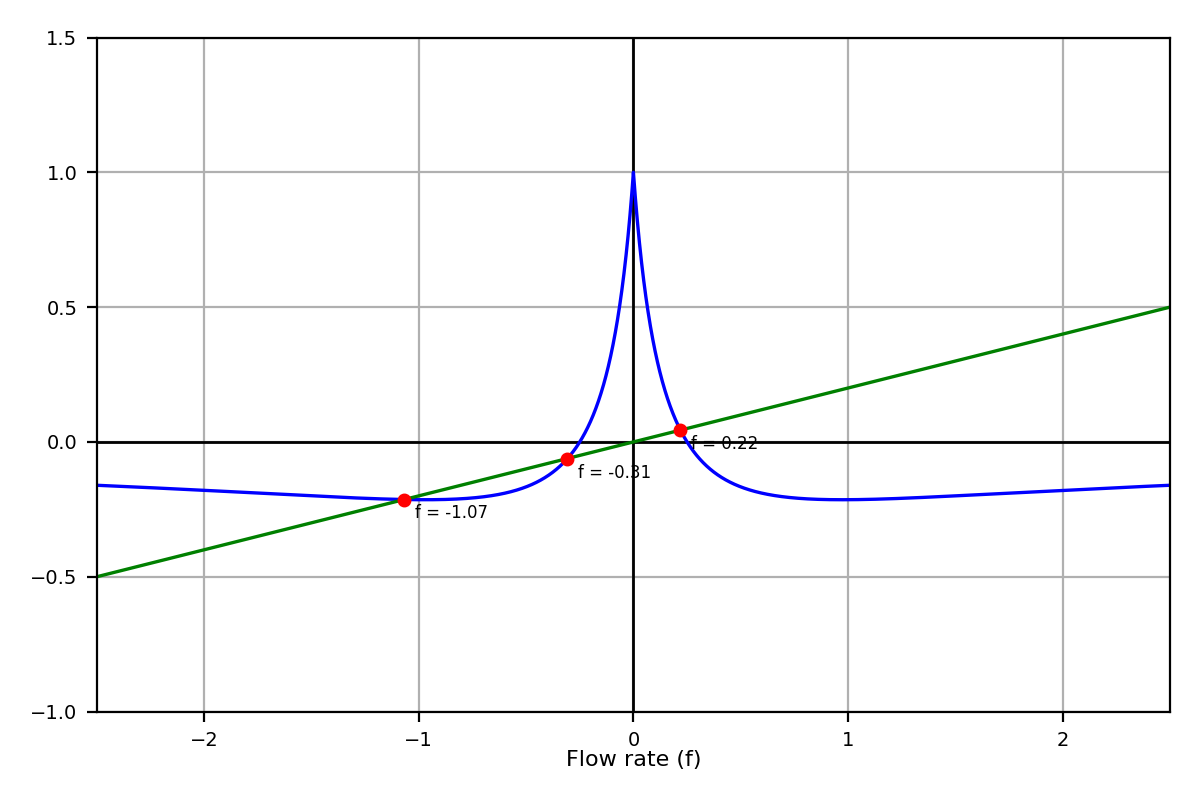 1.5
1.0
0.5
0.0
−0.5
−1.0
f = 0.22
f = -0.31
f = -1.07
−2
−1
0
1
2
Flow rate (f)